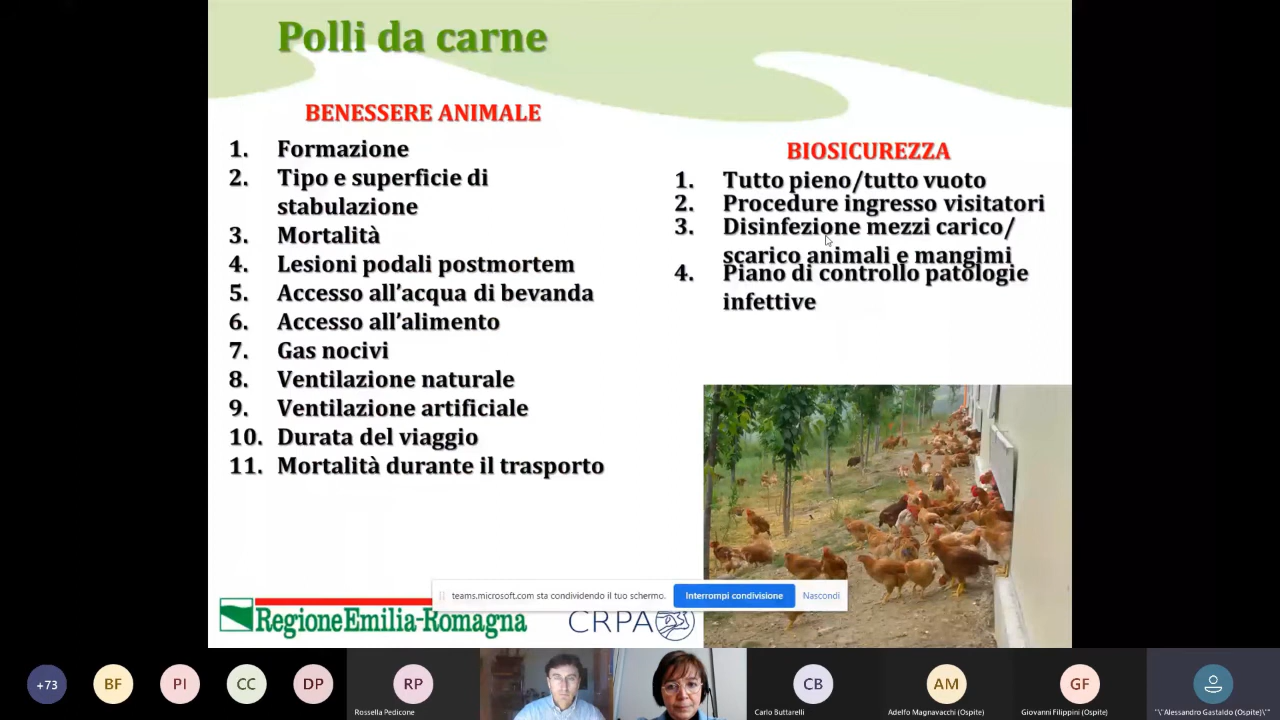 Polli da carne
BENESSERE ANIMALE
1. Formazione
2. Tipo e superficie di
stabulazione
3. Mortalità
4. Lesioni podali postmortem
5. Accesso all’acqua di bevanda
6. Accesso all’alimento
7. Gas nocivi
8. Ventilazione naturale
9. Ventilazione artificiale
10. Durata del viaggio
11. Mortalità durante il trasporto
BIOSICUREZZA
1. Tutto pieno/tutto vuoto
2. Procedure ingresso visitatori
3. Disinfezione mezzi carico/
scarico animali e mangimi
4. Piano di controllo patologie
infettive
teams.microsoft.com sta condividendo il tuo schermo.
Interrompi condivisione
Nascondi
RegioneEmilia-Romagna
CRPA
+73
BF
PI
CC
DP
RP
Rossella Pedicone
CB
Carlo Buttarelli
AM
Adelfo Magnavacchi (Ospite)
GF
Giovanni Filippini (Ospite)
"\"Alessandro Gastaldo (Ospite)\"